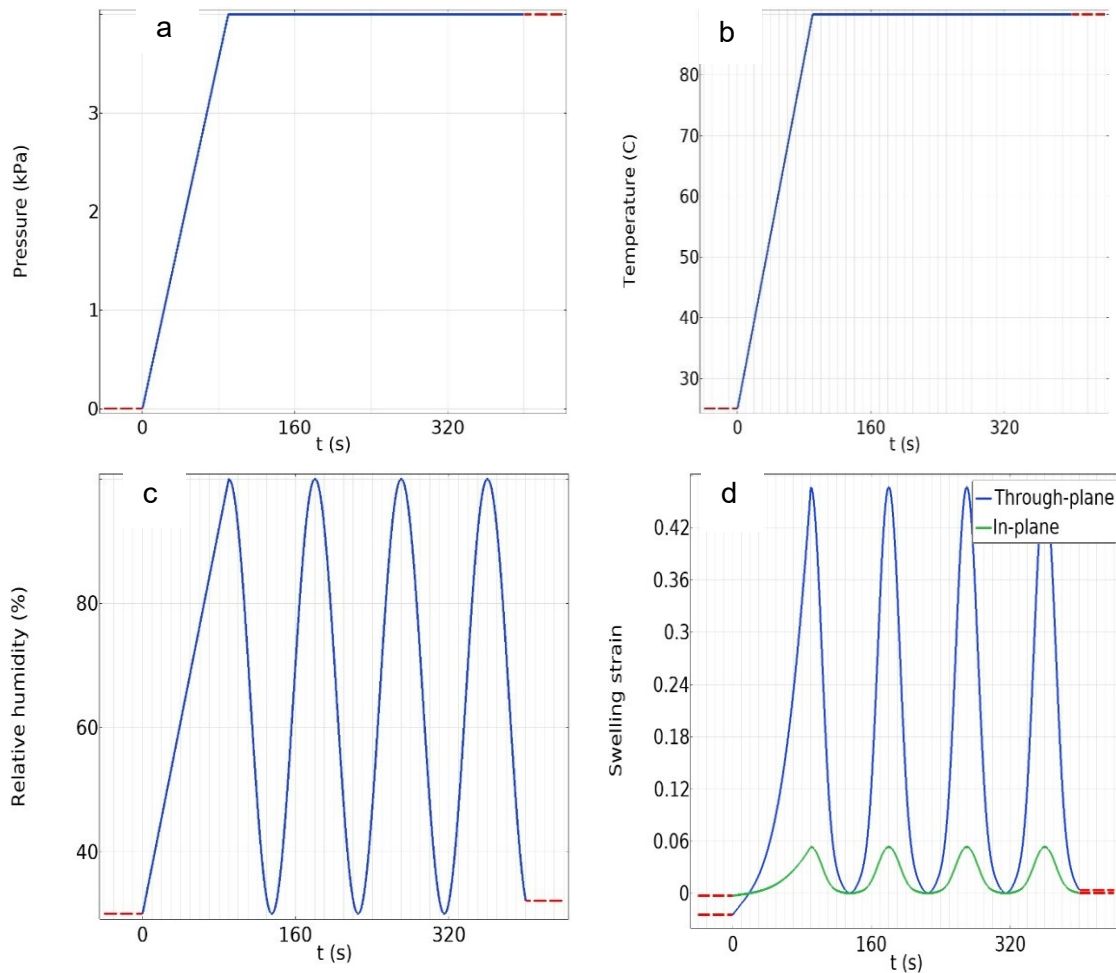 a
Pressure (kPa)
3
2
1
0
0 160 320
t (s)
b
Temperature (C)
80
70
60
50
40
30
0 160 320
t (s)
c
Relative humidity (%)
80
60
40
0 160 320
t (s)
d
Through-plane
In-plane
Swelling strain
0.42
0.36
0.3
0.24
0.18
0.12
0.06
0
0 160 320
t (s)